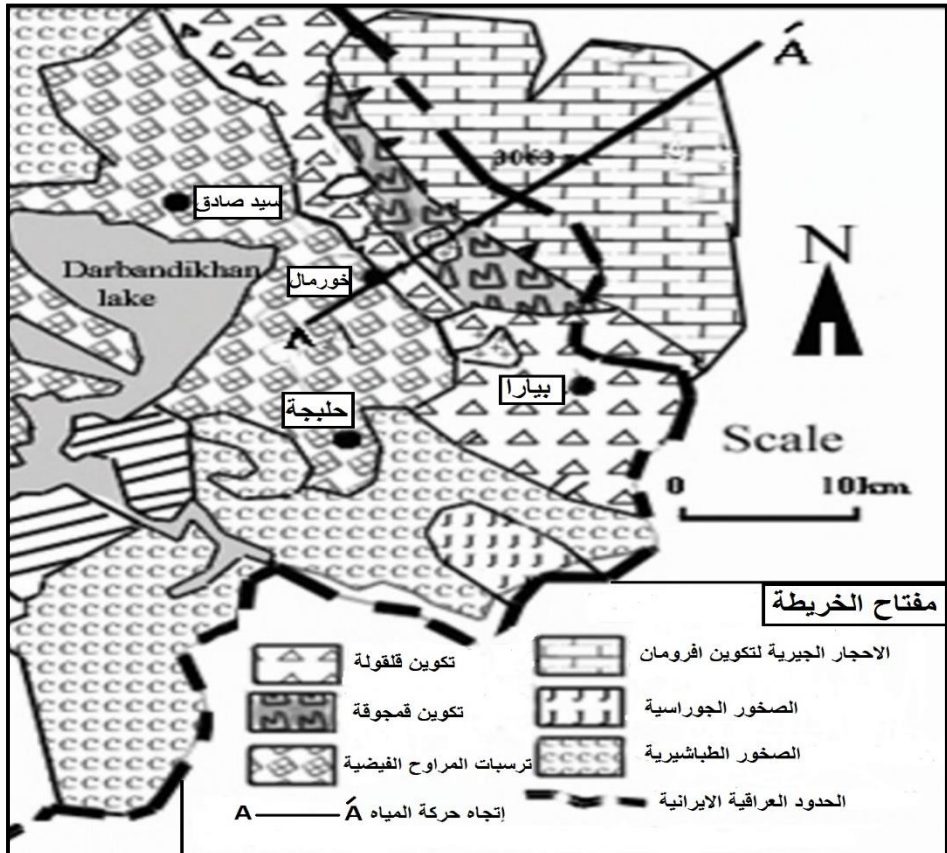 Á
3063 m
سيد صادق
Darbandikhan
lake
خورمال
A
N
بيارا
حلبجة
Scale
0 10km
مفتاح الخريطة
الاحجار الجيرية لتكوين افرومان
تكوين قلقولة
الصخور الجوراسية
تكوين قمجوقة
الصخور الطباشيرية
ترسبات المراوح الفيضية
الحدود العراقية الايرانية
A Á إتجاه حركة المياه